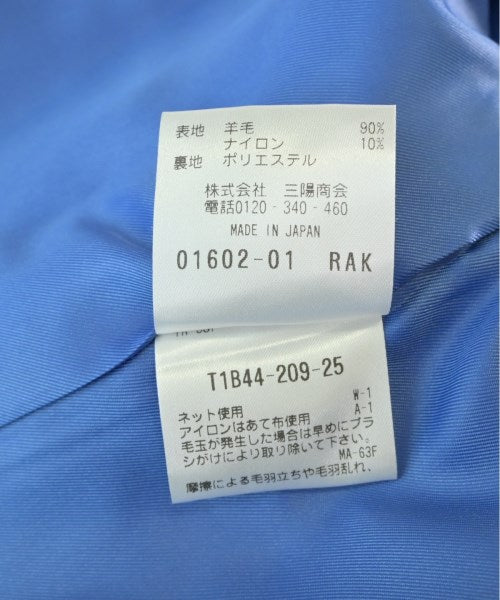 表地 羊毛 90%
ナイロン 10%
裏地 ポリエステル
株式会社 三陽商会
電話0120-340-460
MADE IN JAPAN
01602-01 RAK
T1B44-209-25
W-1
ネット使用 A-1
アイロンはあて布使用
毛玉が発生した場合は早めにブラ
シがけにより取り除いて下さい。
MA-63F
摩擦による毛羽立ちや毛羽乱れ、